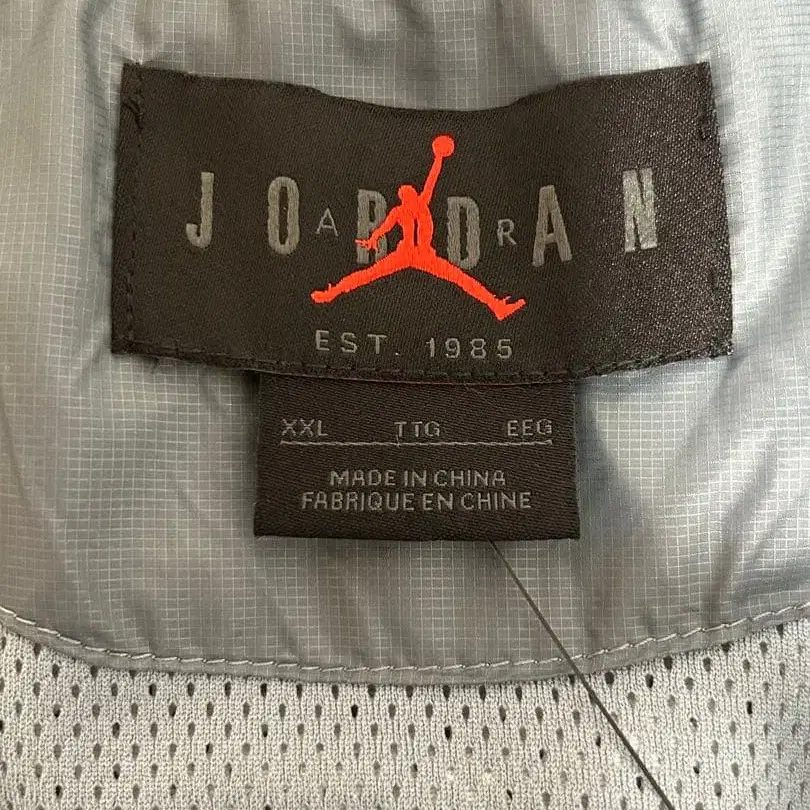 JORDAN
A R
EST. 1985
XXL TTG EEG
MADE IN CHINA
FABRIQUE EN CHINE